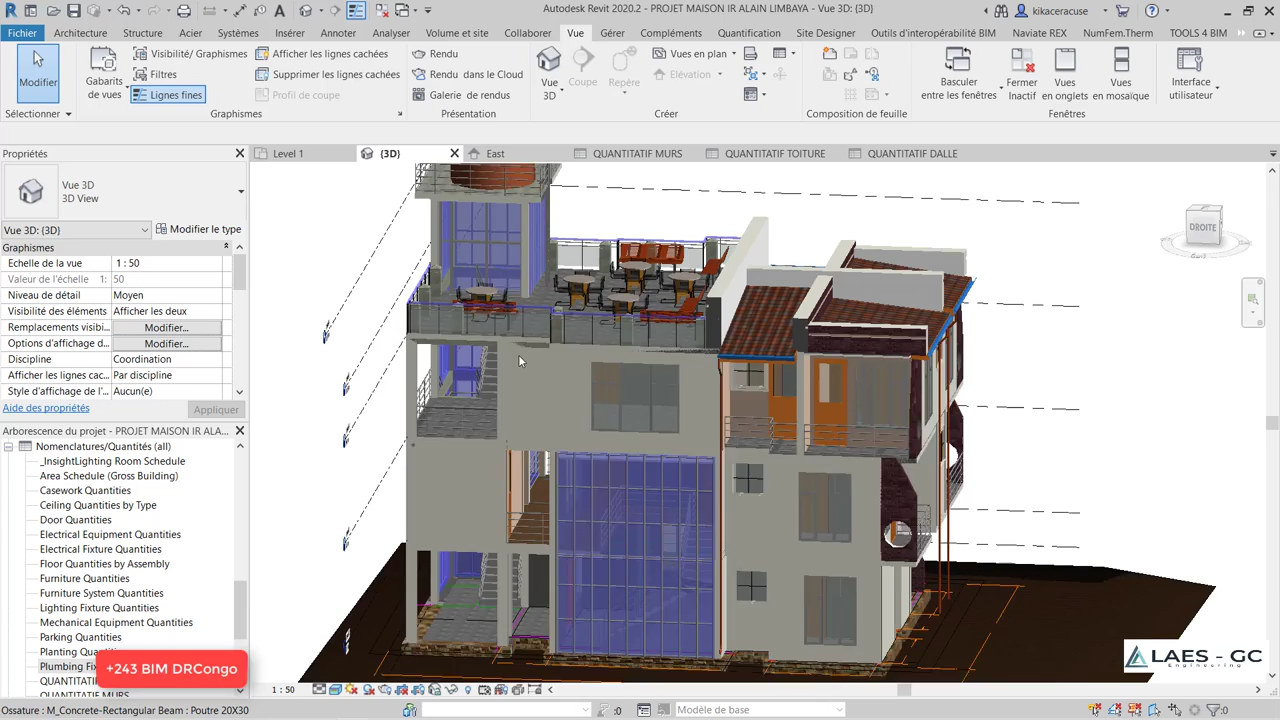 Autodesk Revit 2020.2 - PROJET MAISON IR ALAIN LIMBAYA - Vue 3D: {3D}
kikaceracuse
Fichier Architecture Structure Acier Systèmes Insérer Annoter Analyser Volume et site Collaborer Vue Gérer Compléments Quantification Site Designer Outils d'interopérabilité BIM Naviate REX NumFem.Therm TOOLS 4 BIM
Modifier
Gabarits
de vues
Visibilité/ Graphismes
Filtres
Lignes fines
Afficher les lignes cachées
Supprimer les lignes cachées
Profil de coupe
Rendu
Rendu dans le Cloud
Galerie de rendus
Vue
3D
Coupe
Repère
Vues en plan
Élévation
Basculer
entre les fenêtres
Fermer
Inactif
Vues
en onglets
Vues
en mosaïque
Interface
utilisateur
Sélectionner Graphismes Présentation Créer Composition de feuille Fenêtres
Propriétés
Level 1 {3D} East QUANTITATIF MURS QUANTITATIF TOITURE QUANTITATIF DALLE
Vue 3D
3D View
Vue 3D: {3D} Modifier le type
Graphismes
Echelle de la vue 1 : 50
Valeur de l'échelle 1: 50
Niveau de détail Moyen
Visibilité des éléments Afficher les deux
Remplacements visibi... Modifier...
Options d'affichage d... Modifier...
Discipline Coordination
Afficher les lignes cac... Par discipline
Style d'affichage de l'... Aucun(e)
Aide des propriétés Appliquer
Arborescence du projet - PROJET MAISON IR ALA...
Nomenclatures/Quantités (all)
_InsightLighting Room Schedule
Area Schedule (Gross Building)
Casework Quantities
Ceiling Quantities by Type
Door Quantities
Electrical Equipment Quantities
Electrical Fixture Quantities
Floor Quantities by Assembly
Furniture Quantities
Furniture System Quantities
Lighting Fixture Quantities
Mechanical Equipment Quantities
Parking Quantities
Planting Quantities
Plumbing Fi
+243 BIM DRCongo
DROITE
LAES - GC
Engineering
1 : 50
Ossature : M_Concrete-Rectangular Beam : Poutre 20X30
:0
Modèle de base
:0